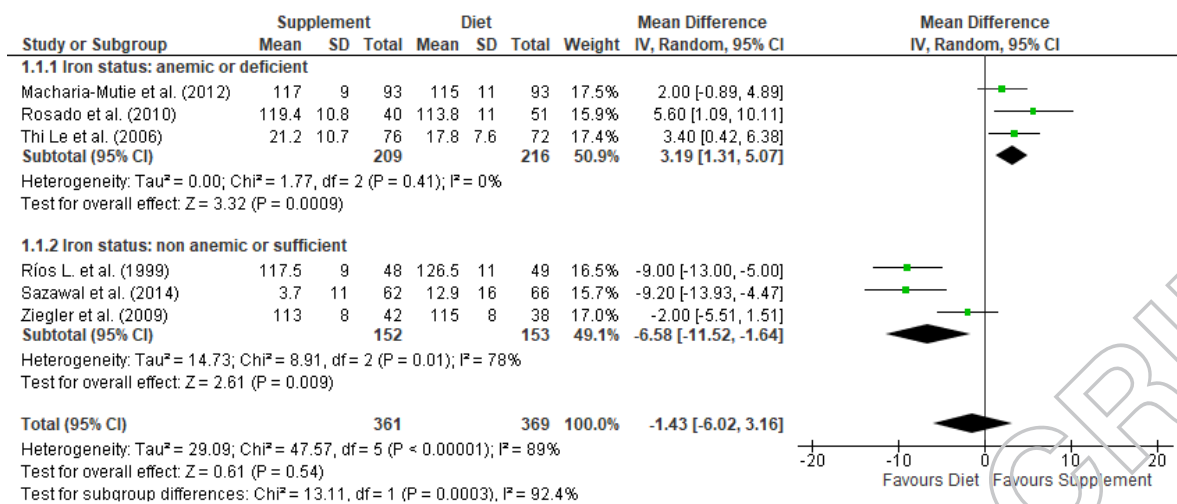 Supplement Diet Mean Difference Mean Difference
Study or Subgroup Mean SD Total Mean SD Total Weight IV, Random, 95% CI IV, Random, 95% CI
1.1.1 Iron status: anemic or deficient
Macharia-Mutie et al. (2012) 117 9 93 115 11 93 17.5% 2.00 [-0.89, 4.89]
Rosado et al. (2010) 119.4 10.8 40 113.8 11 51 15.9% 5.60 [1.09, 10.11]
Thi Le et al. (2006) 21.2 10.7 76 17.8 7.6 72 17.4% 3.40 [0.42, 6.38]
Subtotal (95% CI) 209 216 50.9% 3.19 [1.31, 5.07]
Heterogeneity: Tau² = 0.00; Chi² = 1.77, df = 2 (P = 0.41); I² = 0%
Test for overall effect: Z = 3.32 (P = 0.0009)
1.1.2 Iron status: non anemic or sufficient
Ríos L. et al. (1999) 117.5 9 48 126.5 11 49 16.5% -9.00 [-13.00, -5.00]
Sazawal et al. (2014) 3.7 11 62 12.9 16 66 15.7% -9.20 [-13.93, -4.47]
Ziegler et al. (2009) 113 8 42 115 8 38 17.0% -2.00 [-5.51, 1.51]
Subtotal (95% CI) 152 153 49.1% -6.58 [-11.52, -1.64]
Heterogeneity: Tau² = 14.73; Chi² = 8.91, df = 2 (P = 0.01); I² = 78%
Test for overall effect: Z = 2.61 (P = 0.009)
Total (95% CI) 361 369 100.0% -1.43 [-6.02, 3.16]
Heterogeneity: Tau² = 29.09; Chi² = 47.57, df = 5 (P < 0.00001); I² = 89%
Test for overall effect: Z = 0.61 (P = 0.54)
Test for subgroup differences: Chi² = 13.11, df = 1 (P = 0.0003), I² = 92.4%
-20 -10 0 10 20
Favours Diet Favours Supplement